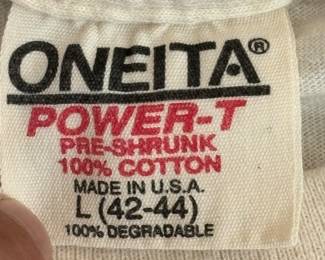 ONEITA®
POWER-T
PRE-SHRUNK
100% COTTON
MADE IN U.S.A.
L (42-44)
100% DEGRADABLE